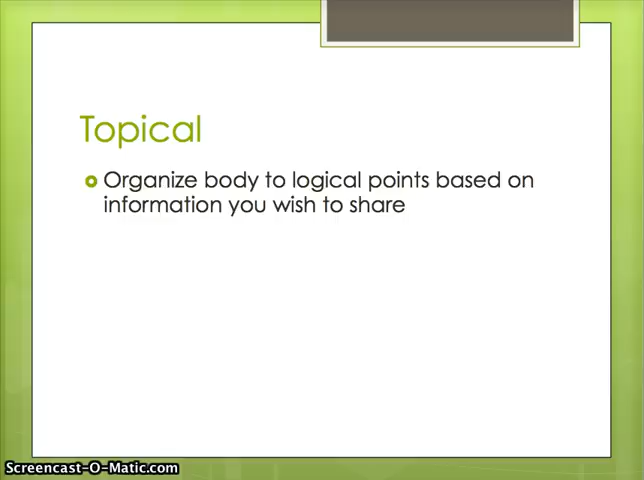 Topical
Organize body to logical points based on
information you wish to share
Screencast-O-Matic.com